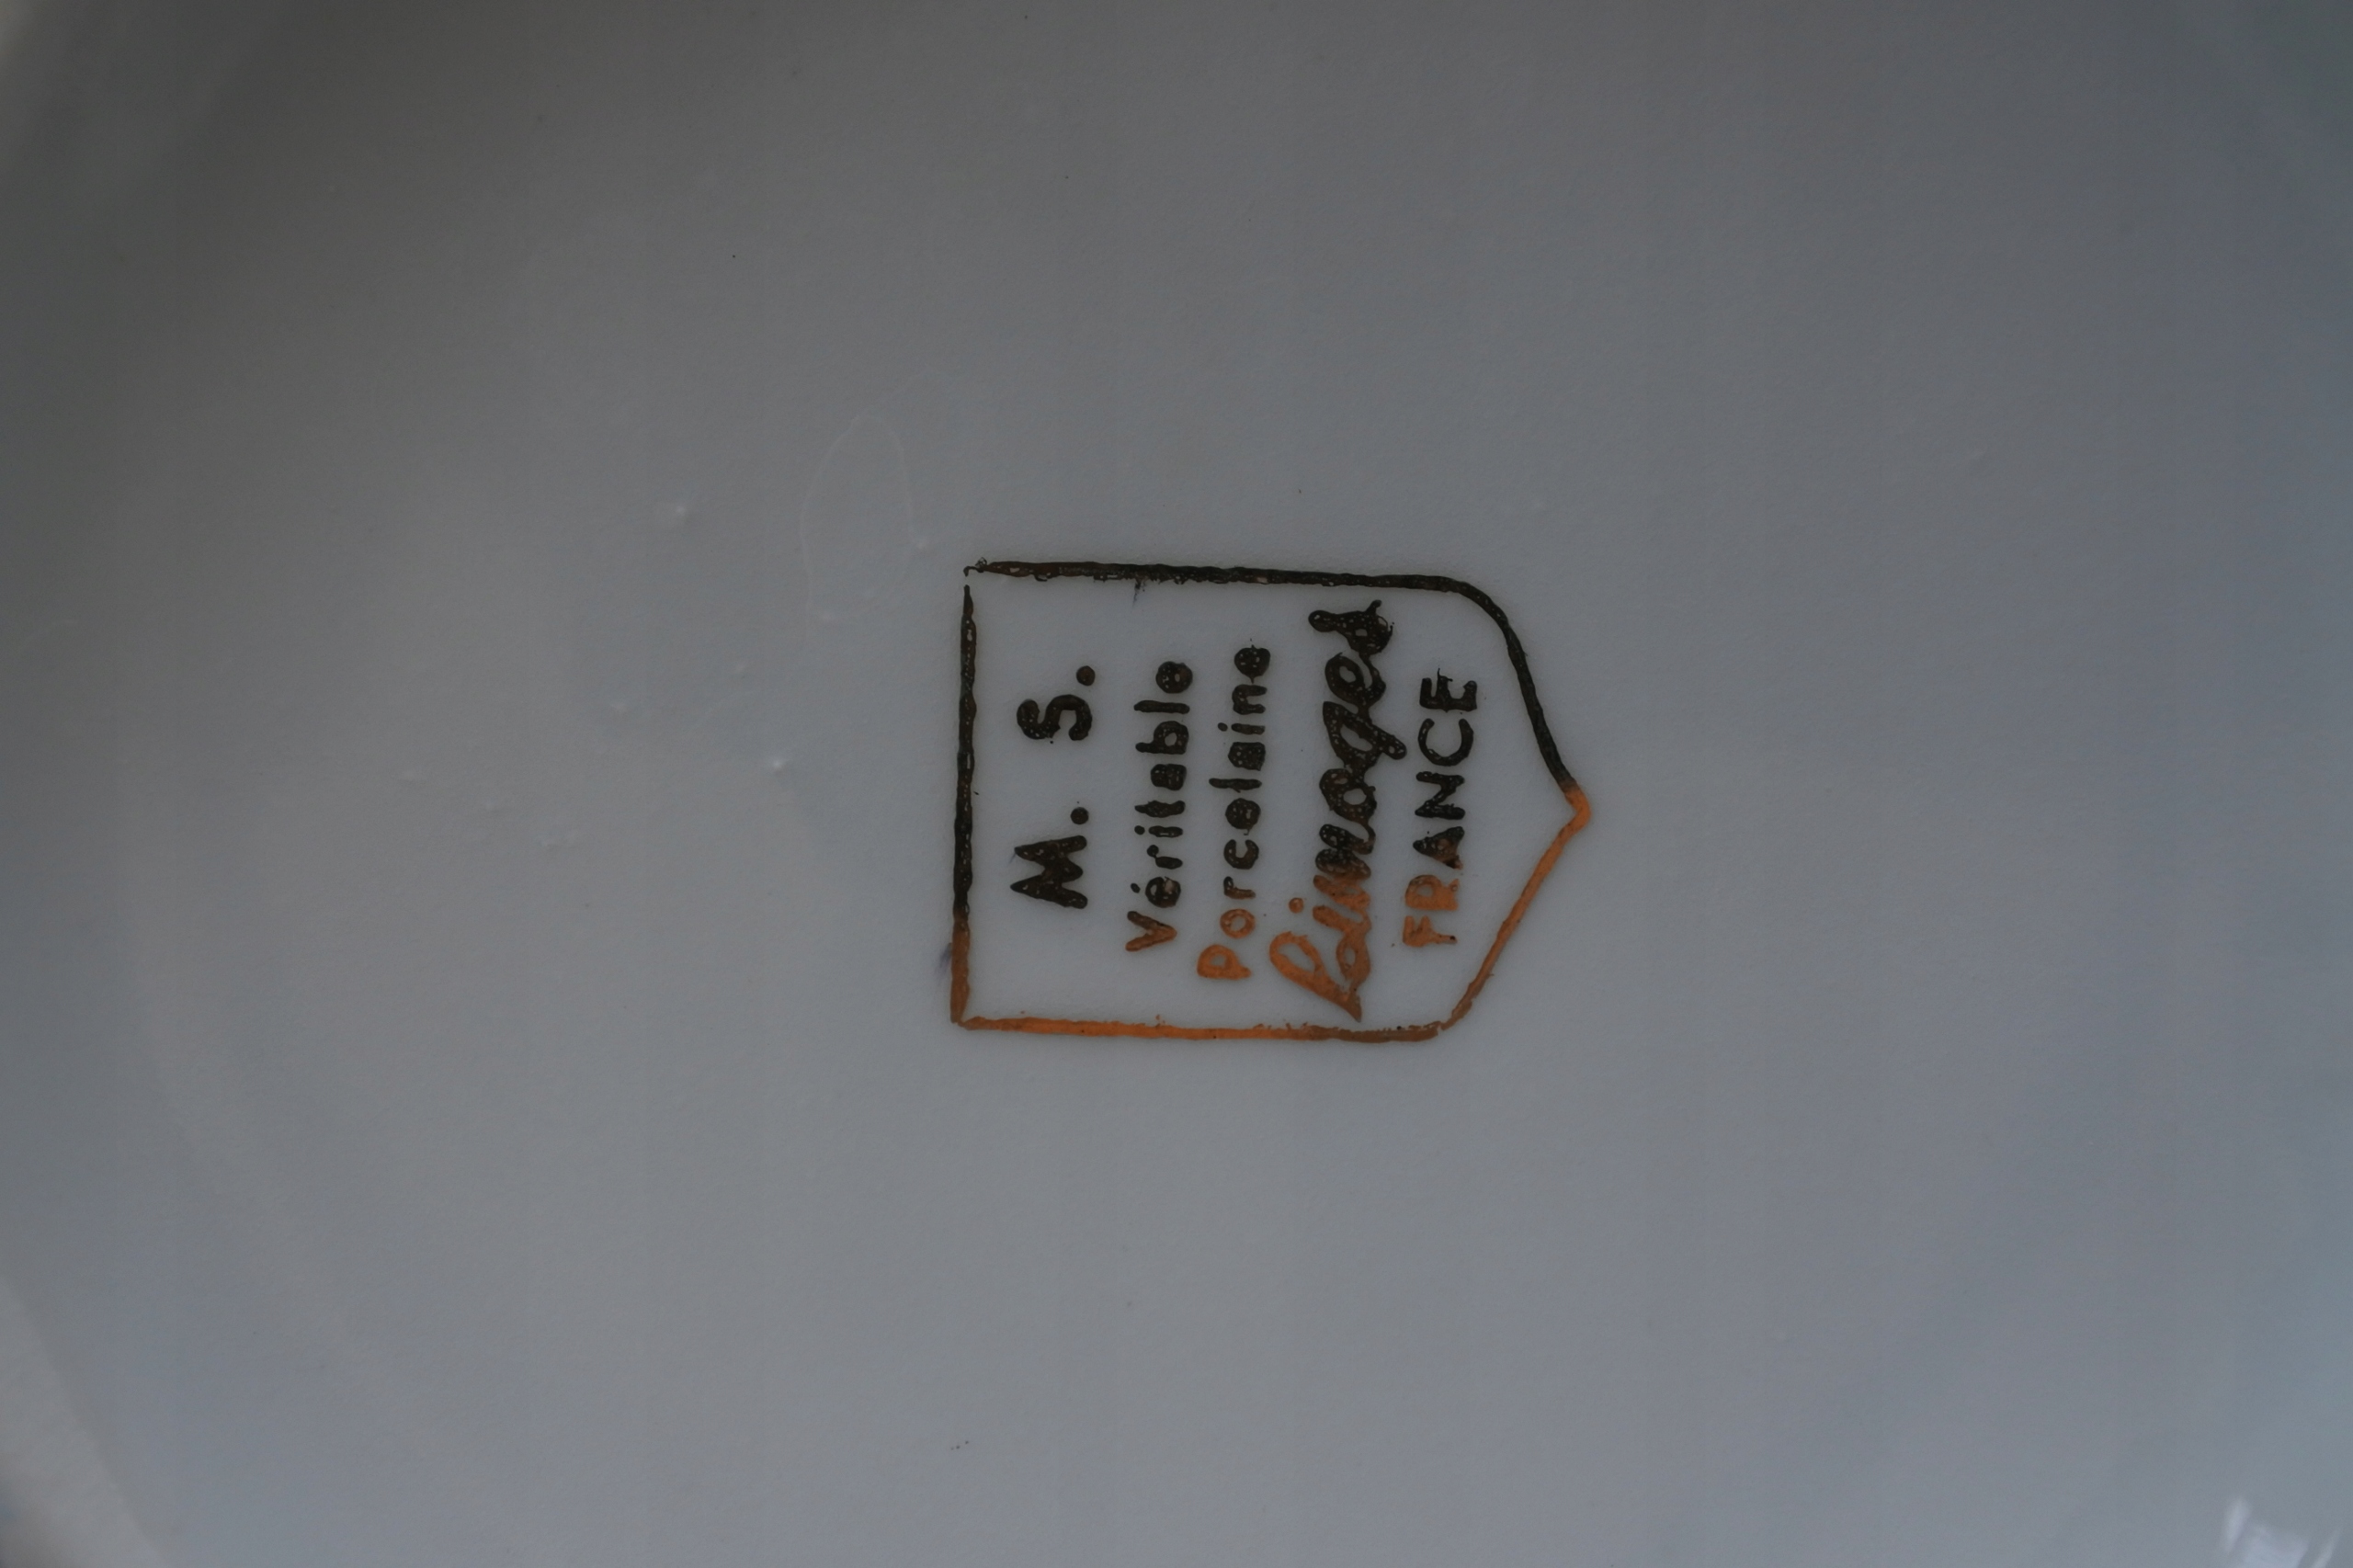 M. S.
Véritable
Porcelaine
Limoges
FRANCE